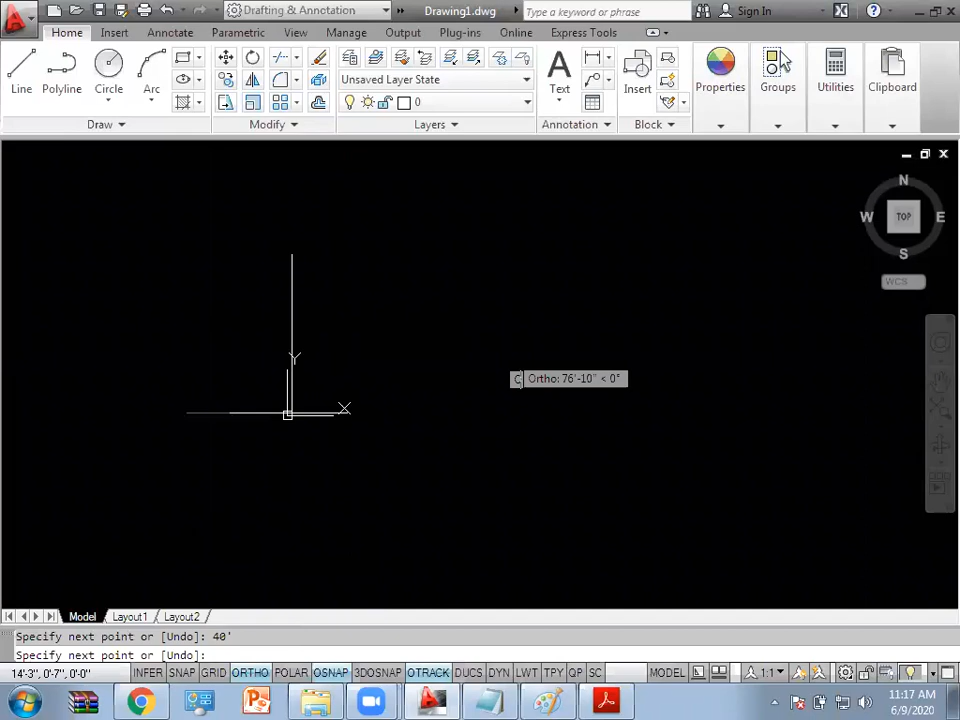 Drafting & Annotation
Drawing1.dwg
Type a keyword or phrase
Sign In
Home Insert Annotate Parametric View Manage Output Plug-ins Online Express Tools
Line
Polyline
Circle
Arc
Unsaved Layer State
0
Text
Insert
Properties
Groups
Utilities
Clipboard
Draw
Modify
Layers
Annotation
Block
N
W
TOP
E
S
WCS
Y
X
C Ortho: 76'-10" < 0°
Model Layout1 Layout2
Specify next point or [Undo]: 40'
Specify next point or [Undo]:
14'-3", 0'-7", 0'-0" INFER SNAP GRID ORTHO POLAR OSNAP 3DOSNAP OTRACK DUCS DYN LWT TPY QP SC MODEL 1:1
11:17 AM
6/9/2020